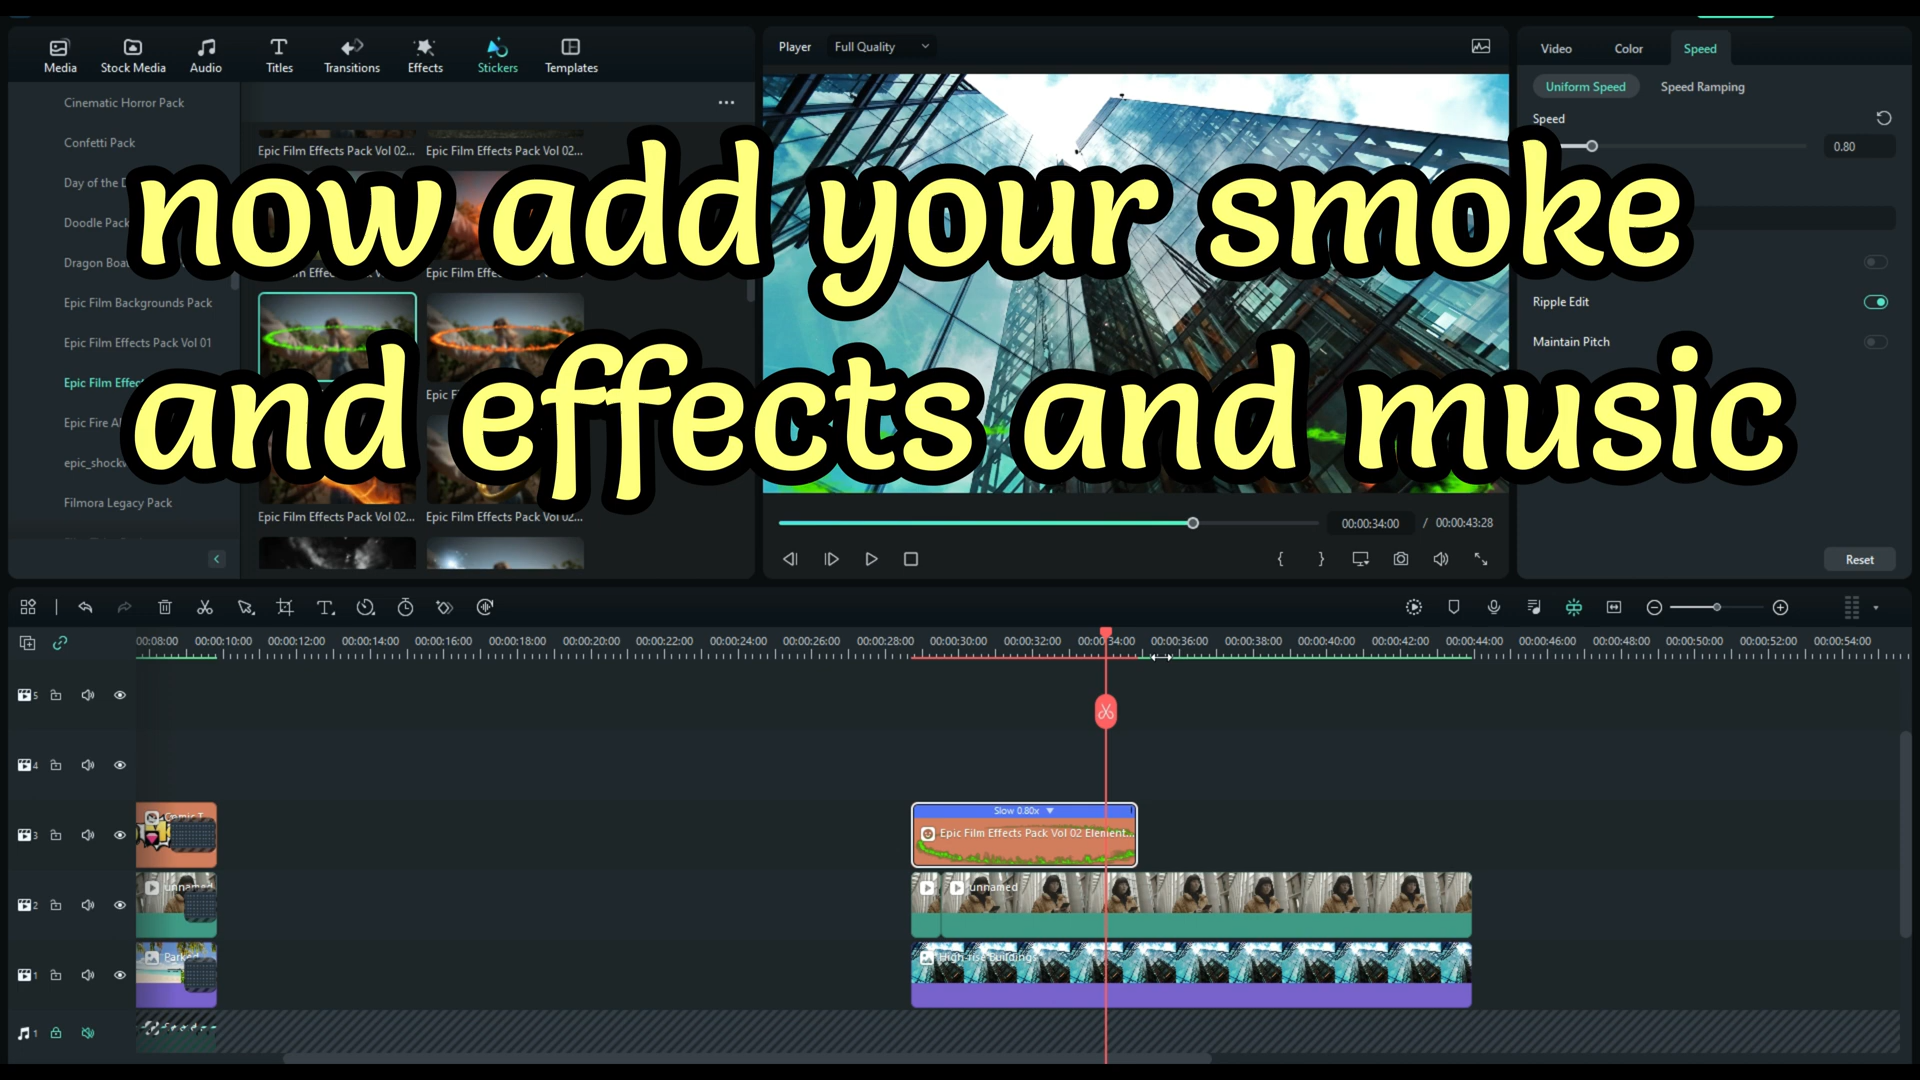 Media
Stock Media
Audio
Titles
Transitions
Effects
Stickers
Templates
Player
Full Quality
Video
Color
Speed
Cinematic Horror Pack
Confetti Pack
Day of the D
Doodle Pack
Dragon Boa
Epic Film Backgrounds Pack
Epic Film Effects Pack Vol 01
Epic Film Effec
Epic Fire Al
epic_shockw
Filmora Legacy Pack
Epic Film Effects Pack Vol 02...
Epic Film Effects Pack Vol 02...
Epic Film Effects Pack Vol 02...
Epic Film Effects Pack Vol 02...
now add your smoke
and effects and music
Uniform Speed
Speed Ramping
Speed
0.80
Ripple Edit
Maintain Pitch
Reset
00:00:34:00 / 00:00:43:28
00:08:00 00:00:10:00 00:00:12:00 00:00:14:00 00:00:16:00 00:00:18:00 00:00:20:00 00:00:22:00 00:00:24:00 00:00:26:00 00:00:28:00 00:00:30:00 00:00:32:00 00:00:34:00 00:00:36:00 00:00:38:00 00:00:40:00 00:00:42:00 00:00:44:00 00:00:46:00 00:00:48:00 00:00:50:00 00:00:52:00 00:00:54:00
5
4
3
Slow 0.80x
Epic Film Effects Pack Vol 02 Element...
2
unnamed
unnamed
1
High-rise Buildings
1